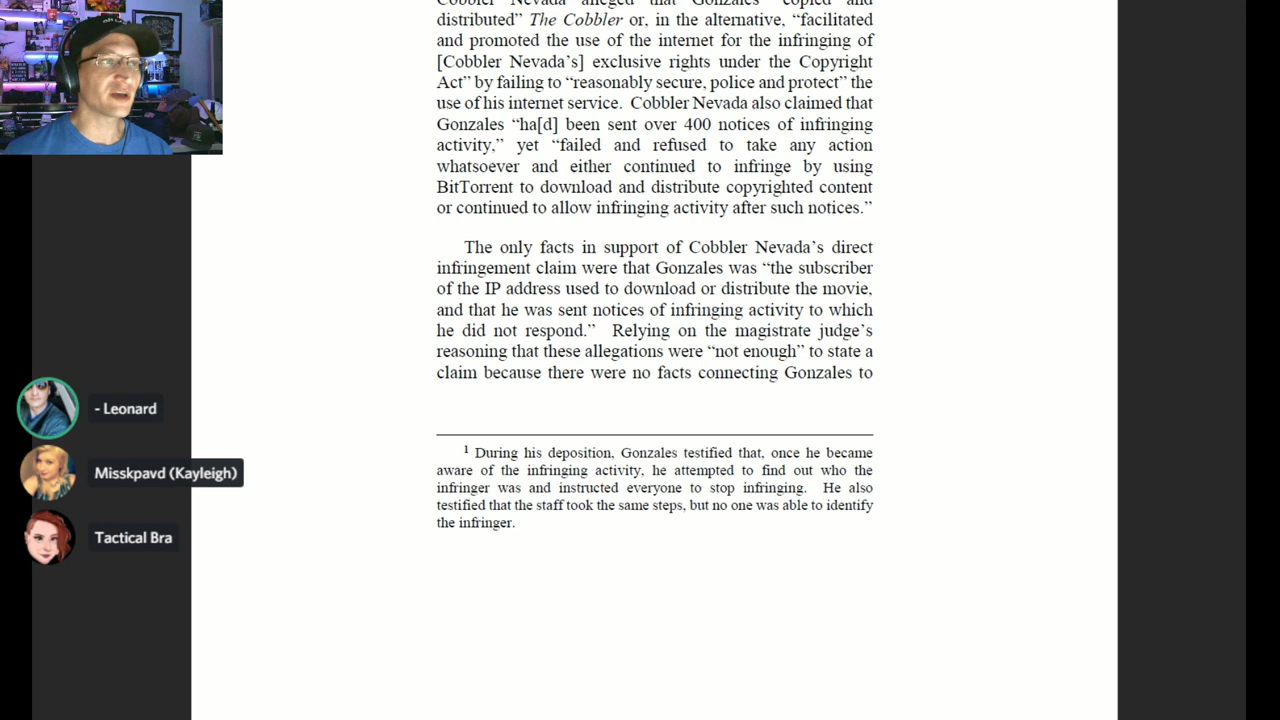 Cobbler Nevada alleged that Gonzales "copied and
distributed" The Cobbler or, in the alternative, "facilitated
and promoted the use of the internet for the infringing of
[Cobbler Nevada's] exclusive rights under the Copyright
Act" by failing to "reasonably secure, police and protect" the
use of his internet service. Cobbler Nevada also claimed that
Gonzales "ha[d] been sent over 400 notices of infringing
activity," yet "failed and refused to take any action
whatsoever and either continued to infringe by using
BitTorrent to download and distribute copyrighted content
or continued to allow infringing activity after such notices."
The only facts in support of Cobbler Nevada's direct
infringement claim were that Gonzales was "the subscriber
of the IP address used to download or distribute the movie,
and that he was sent notices of infringing activity to which
he did not respond." Relying on the magistrate judge's
reasoning that these allegations were "not enough" to state a
claim because there were no facts connecting Gonzales to
1 During his deposition, Gonzales testified that, once he became
aware of the infringing activity, he attempted to find out who the
infringer was and instructed everyone to stop infringing. He also
testified that the staff took the same steps, but no one was able to identify
the infringer.
- Leonard
Misskpavd (Kayleigh)
Tactical Bra